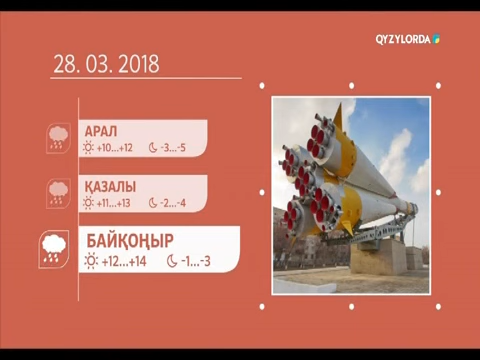 QYZYLORDA
28. 03. 2018
АРАЛ
+10...+12 -3...-5
ҚАЗАЛЫ
+11...+13 -2...-4
БАЙҚОҢЫР
+12...+14 -1...-3